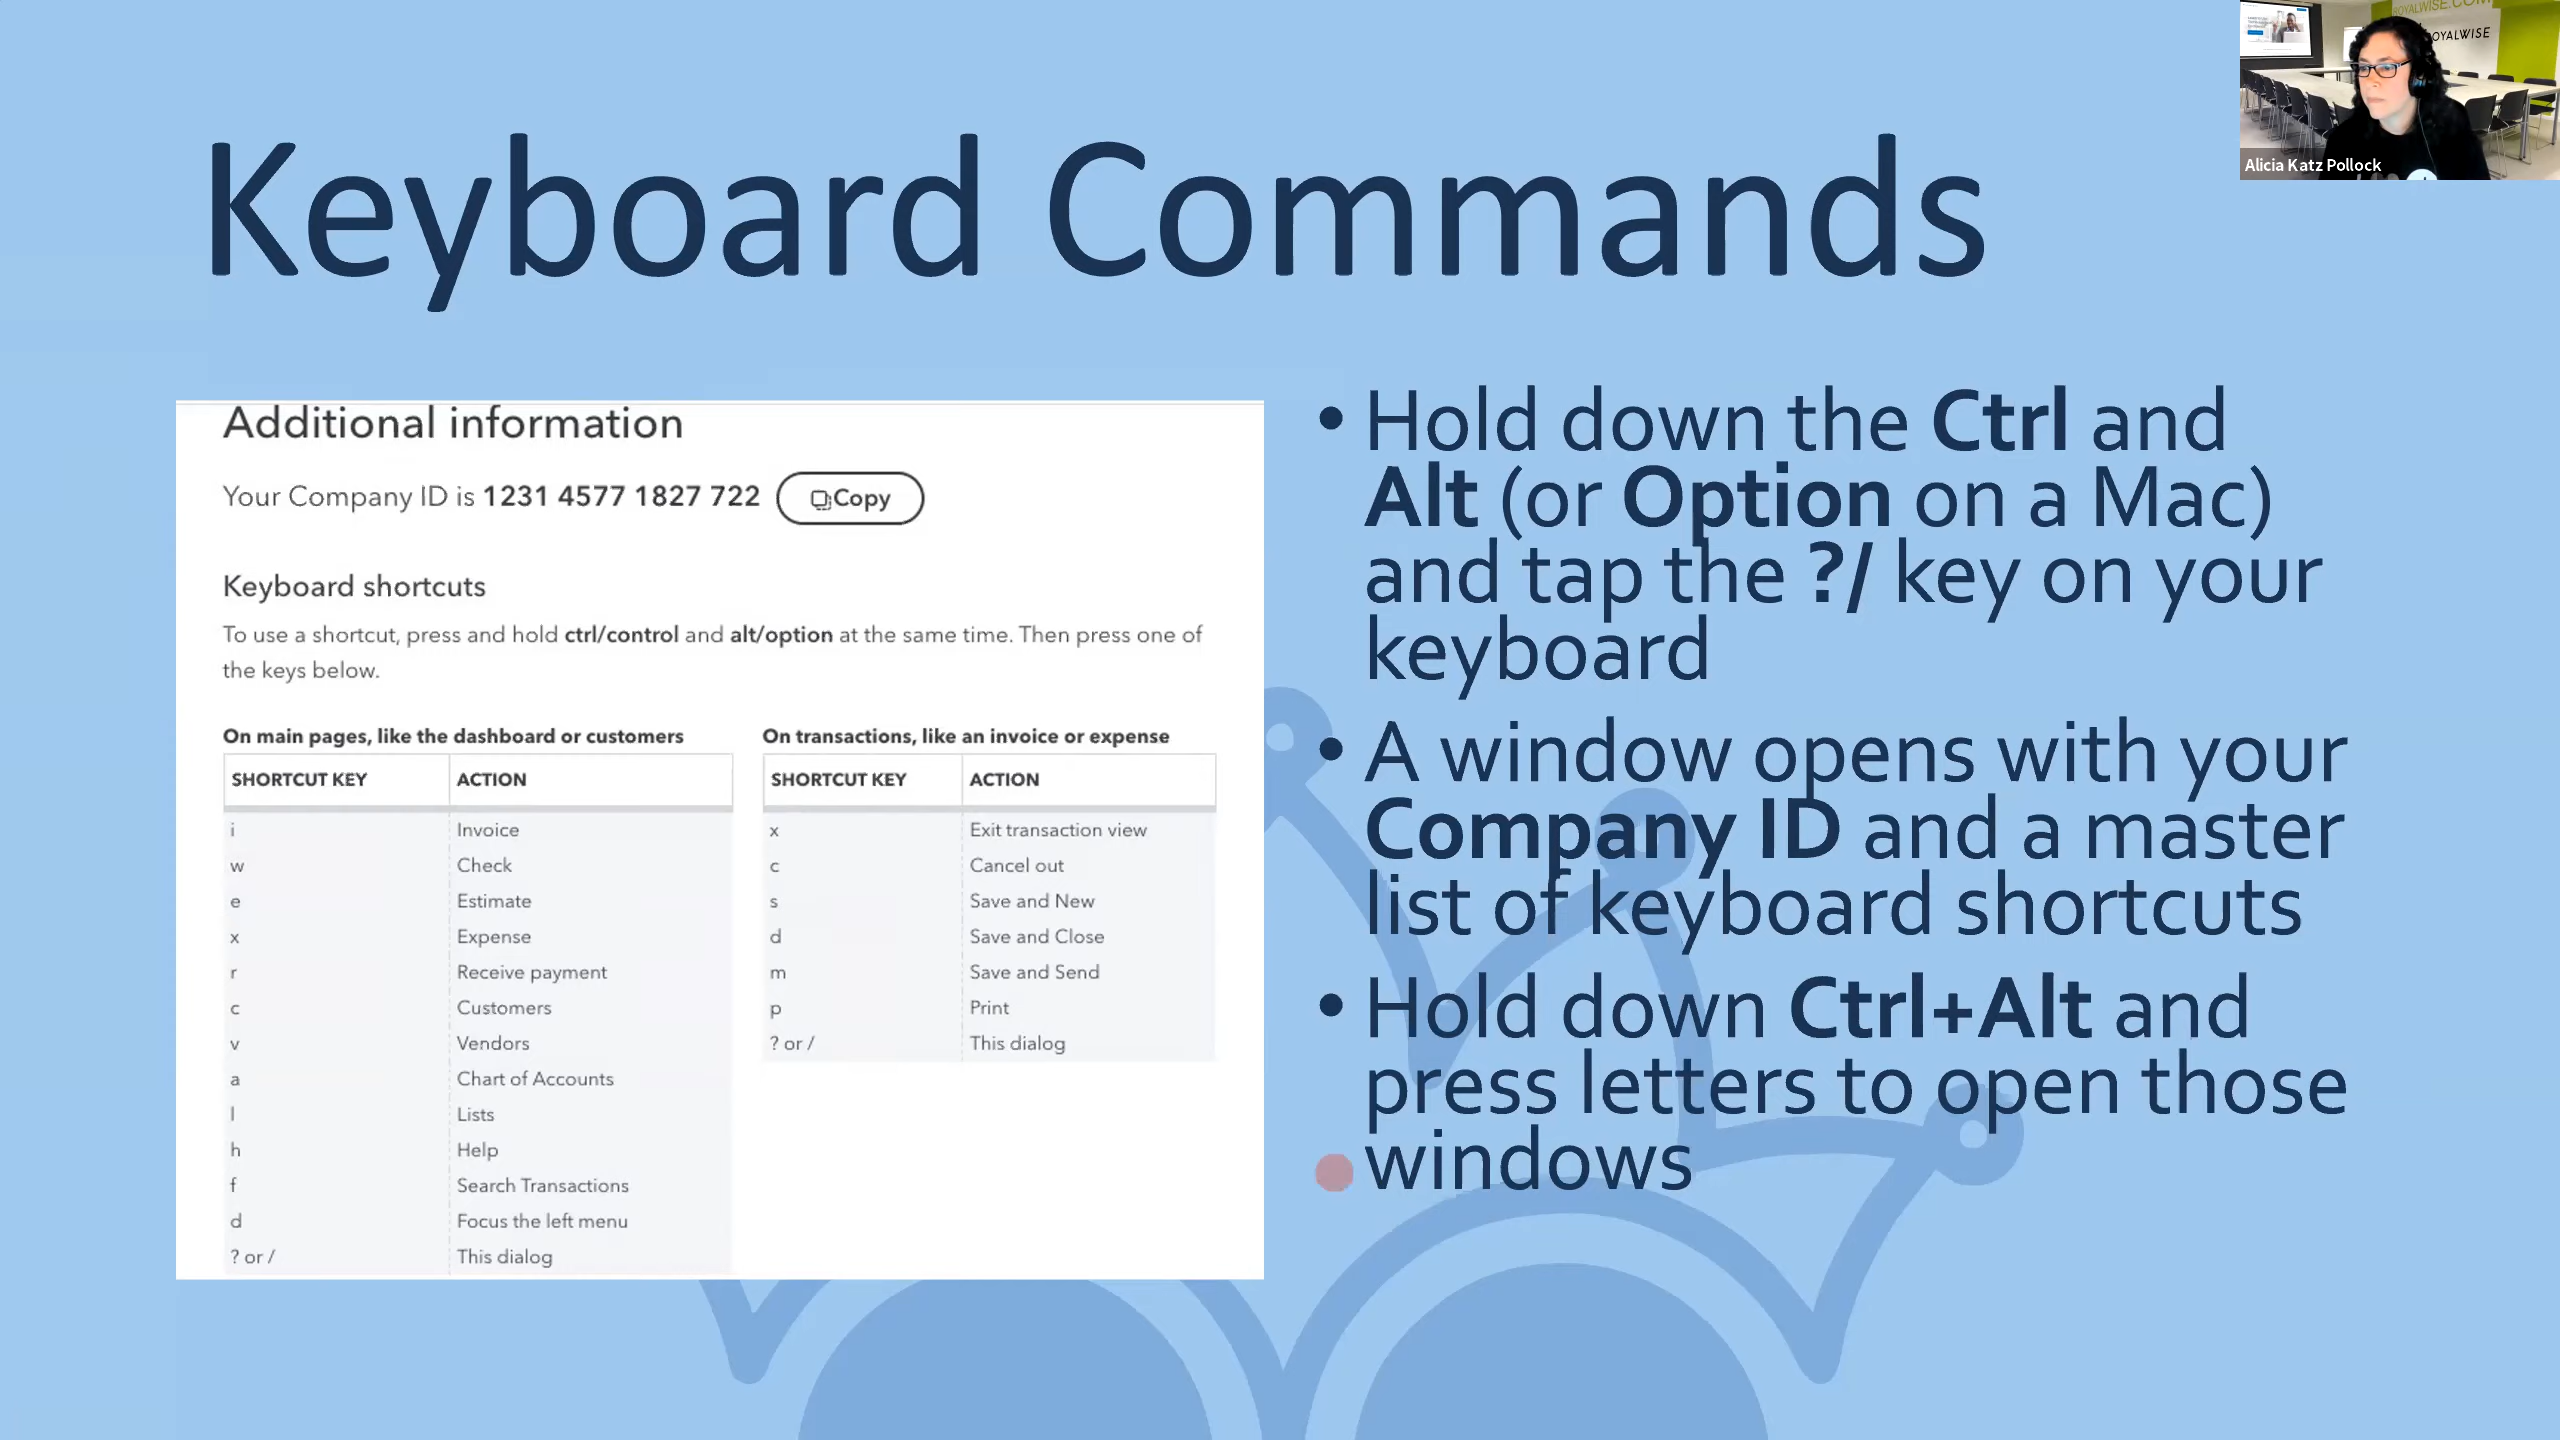 Keyboard Commands
ROYALWISE.COM
ROYALWISE
Alicia Katz Pollock
Additional information
Your Company ID is 1231 4577 1827 722 Copy
Keyboard shortcuts
To use a shortcut, press and hold ctrl/control and alt/option at the same time. Then press one of
the keys below.
On main pages, like the dashboard or customers
SHORTCUT KEY ACTION
i Invoice
w Check
e Estimate
x Expense
r Receive payment
c Customers
v Vendors
a Chart of Accounts
l Lists
h Help
f Search Transactions
d Focus the left menu
? or / This dialog
On transactions, like an invoice or expense
SHORTCUT KEY ACTION
x Exit transaction view
c Cancel out
s Save and New
d Save and Close
m Save and Send
p Print
? or / This dialog
• Hold down the Ctrl and
Alt (or Option on a Mac)
and tap the ?/ key on your
keyboard
• A window opens with your
Company ID and a master
list of keyboard shortcuts
• Hold down Ctrl+Alt and
press letters to open those
windows